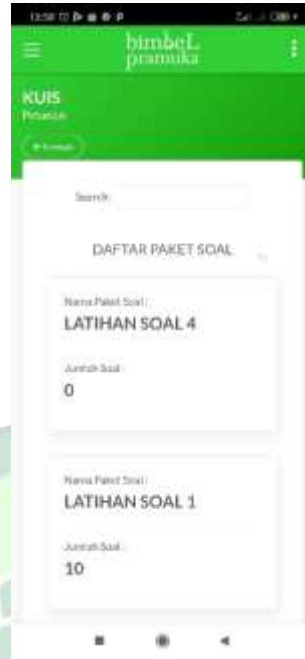 bimbeL
pramuka
KUIS
Search:
DAFTAR PAKET SOAL
Nama Paket Soal :
LATIHAN SOAL 4
Jumlah Soal :
0
Nama Paket Soal :
LATIHAN SOAL 1
Jumlah Soal :
10